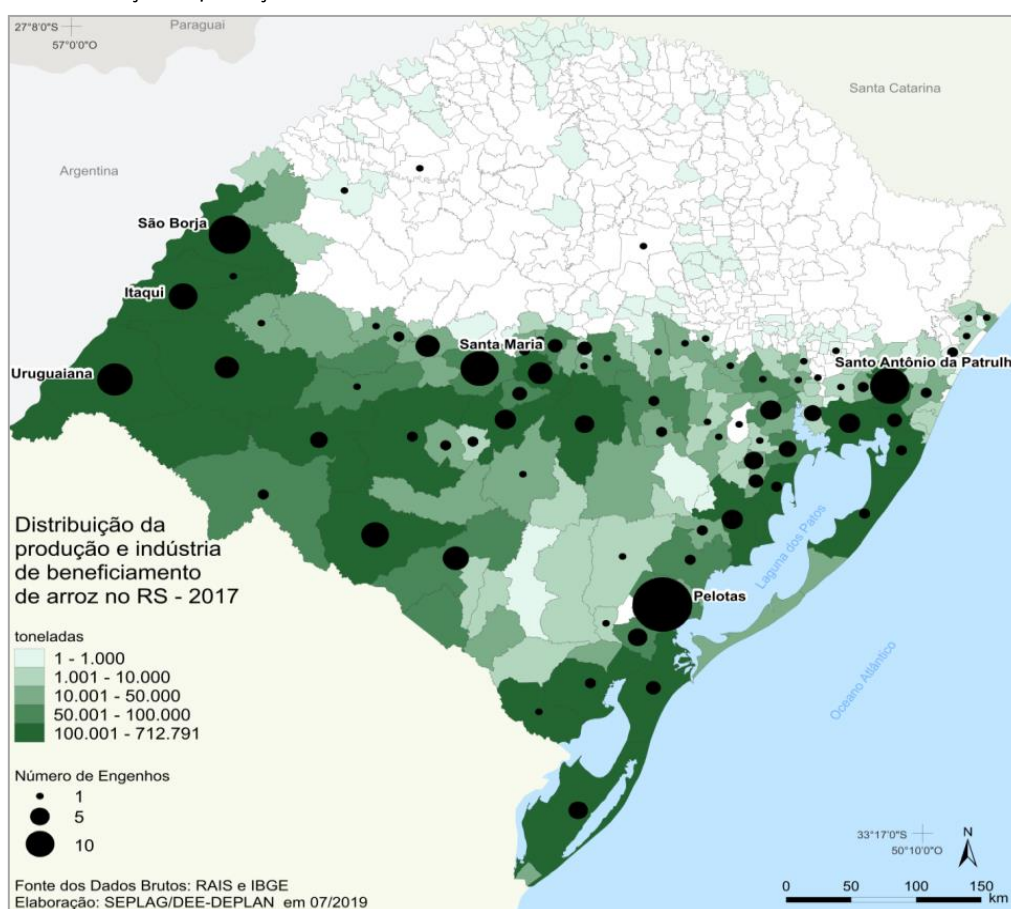 27°8'0"S
57°0'0"O
Paraguai
Santa Catarina
Argentina
São Borja
Itaqui
Santa Maria
Uruguaiana
Santo Antônio da Patrulh
Laguna dos Patos
Pelotas
Oceano Atlântico
Distribuição da
produção e indústria
de beneficiamento
de arroz no RS - 2017
toneladas
1 - 1.000
1.001 - 10.000
10.001 - 50.000
50.001 - 100.000
100.001 - 712.791
Número de Engenhos
1
5
10
33°17'0"S
50°10'0"O
N
Fonte dos Dados Brutos: RAIS e IBGE
Elaboração: SEPLAG/DEE-DEPLAN em 07/2019
0 50 100 150
km